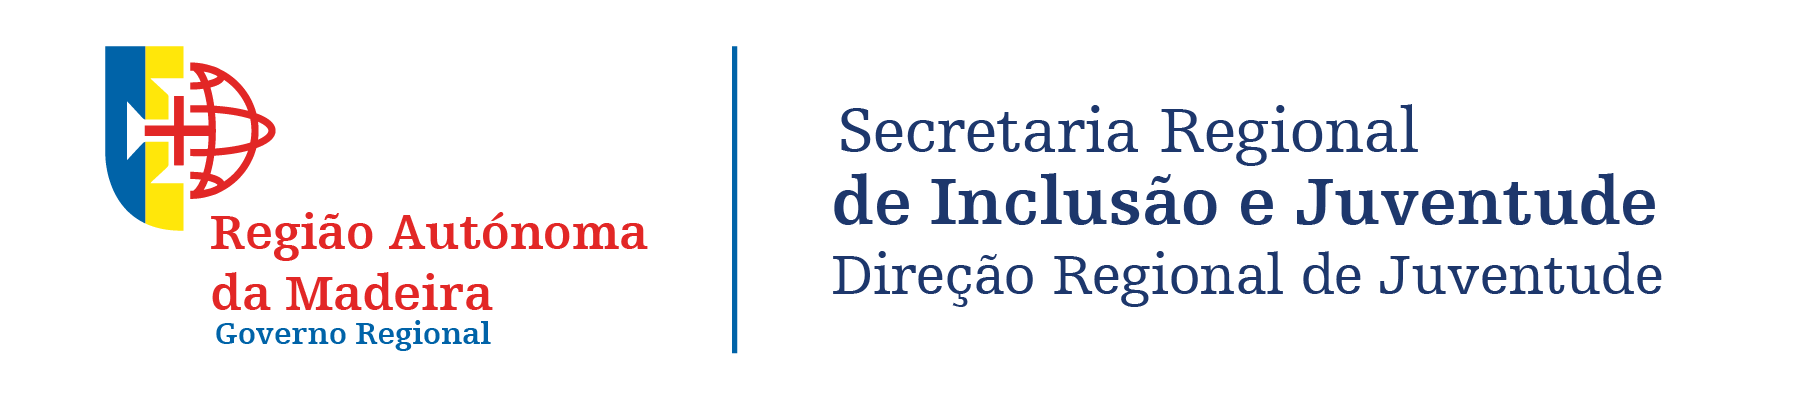 Região Autónoma
da Madeira
Governo Regional
Secretaria Regional
de Inclusão e Juventude
Direção Regional de Juventude